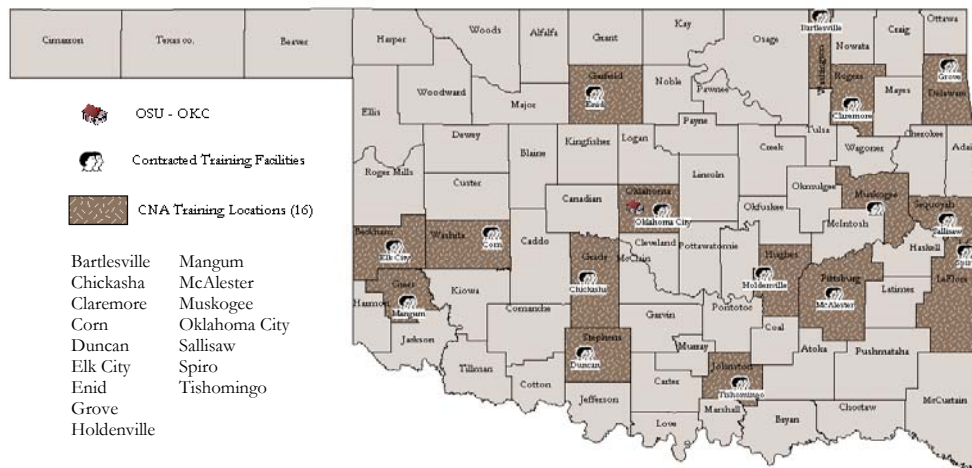 Cimarron
Texas co.
Beaver
Harper
Woods
Alfalfa
Grant
Kay
Osage
Bartlesville
Washington
Nowata
Craig
Ottawa
Ellis
Woodward
Major
Garfield
Enid
Noble
Pawnee
Rogers
Claremore
Mayes
Grove
Delaware
OSU - OKC
Contracted Training Facilities
CNA Training Locations (16)
Roger Mills
Dewey
Custer
Blaine
Kingfisher
Logan
Payne
Lincoln
Creek
Tulsa
Wagoner
Cherokee
Adai
Canadian
Oklahoma
Oklahoma City
Okfuskee
Okmulgee
Muskogee
McIntosh
Sequoyah
Sallisaw
Beckham
Elk City
Washita
Corn
Caddo
Grady
Chickasha
Cleveland
McClain
Pottawatomie
Hughes
Holdenville
Pittsburg
McAlester
Haskell
Latimer
Spiro
LeFlore
Harmon
Greer
Mangum
Kiowa
Jackson
Tillman
Comanche
Cotton
Stephens
Duncan
Jefferson
Garvin
Murray
Carter
Love
Pontotoc
Johnston
Tishomingo
Marshall
Coal
Atoka
Bryan
Pushmataha
Choctaw
McCurtain
Bartlesville
Chickasha
Claremore
Corn
Duncan
Elk City
Enid
Grove
Holdenville
Mangum
McAlester
Muskogee
Oklahoma City
Sallisaw
Spiro
Tishomingo